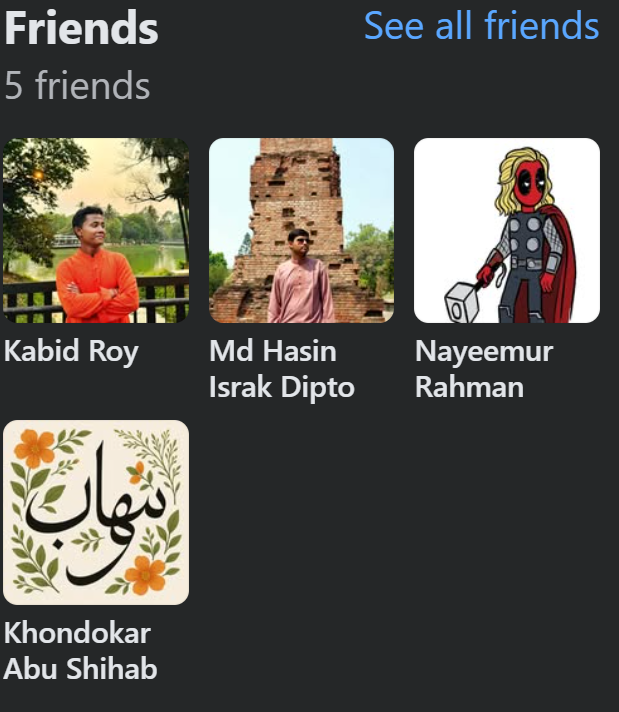 Friends
See all friends
5 friends
Kabid Roy
Md Hasin
Israk Dipto
Nayeemur
Rahman
شهاب
Khondokar
Abu Shihab